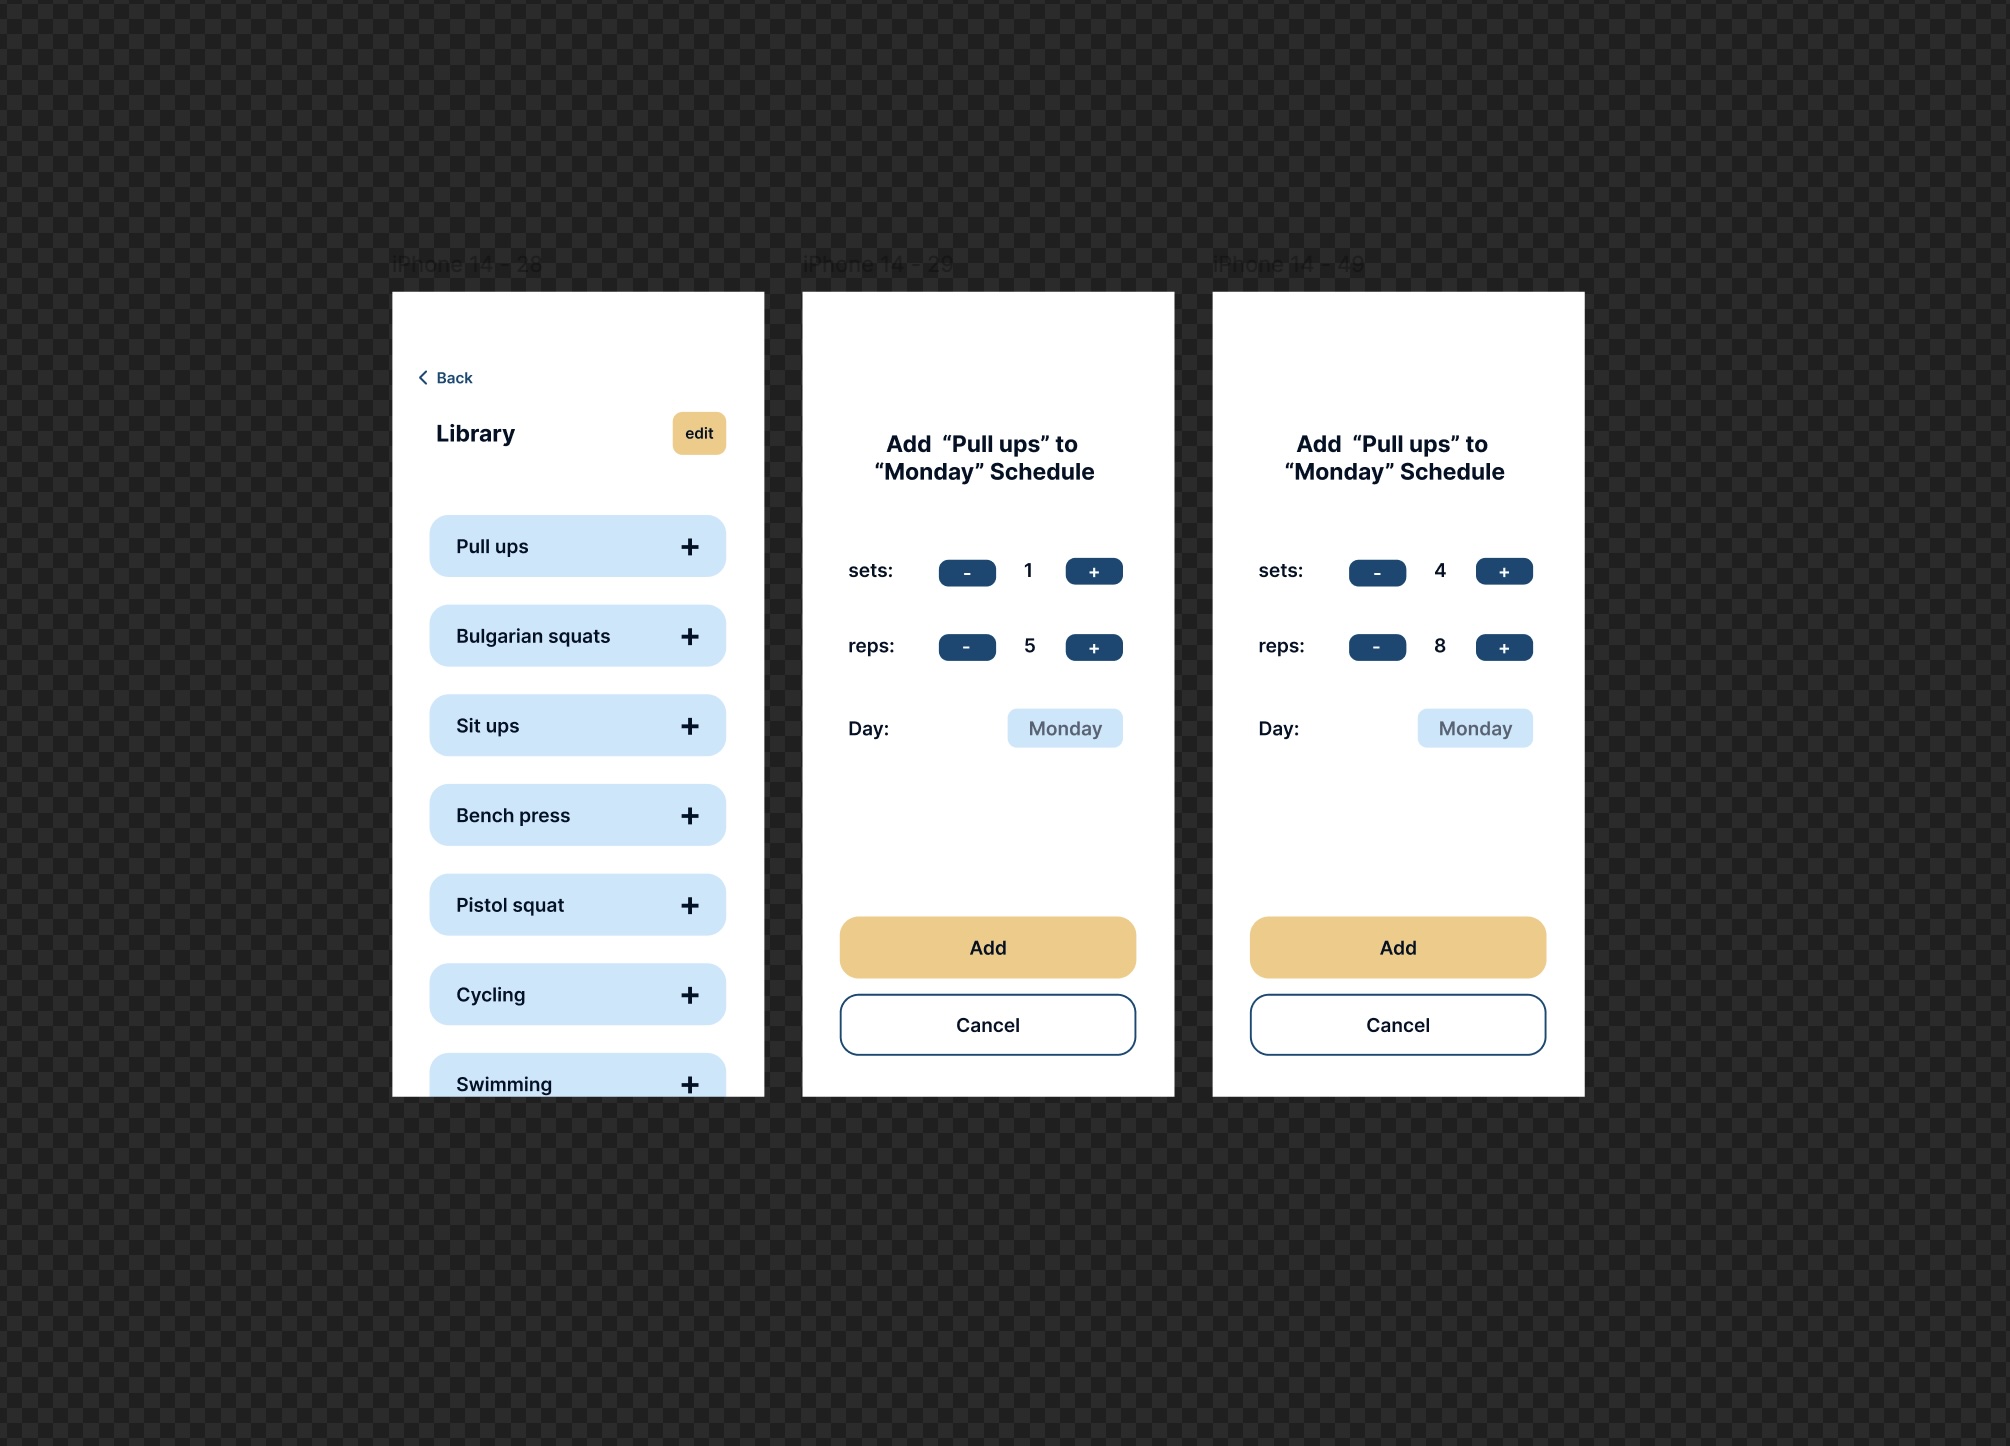 iPhone 14 - 28
Back
Library
edit
Pull ups
+
Bulgarian squats
+
Sit ups
+
Bench press
+
Pistol squat
+
Cycling
+
Swimming
+
iPhone 14 - 29
Add “Pull ups” to
“Monday” Schedule
sets: - 1 +
reps: - 5 +
Day: Monday
Add
Cancel
iPhone 14 - 49
Add “Pull ups” to
“Monday” Schedule
sets: - 4 +
reps: - 8 +
Day: Monday
Add
Cancel